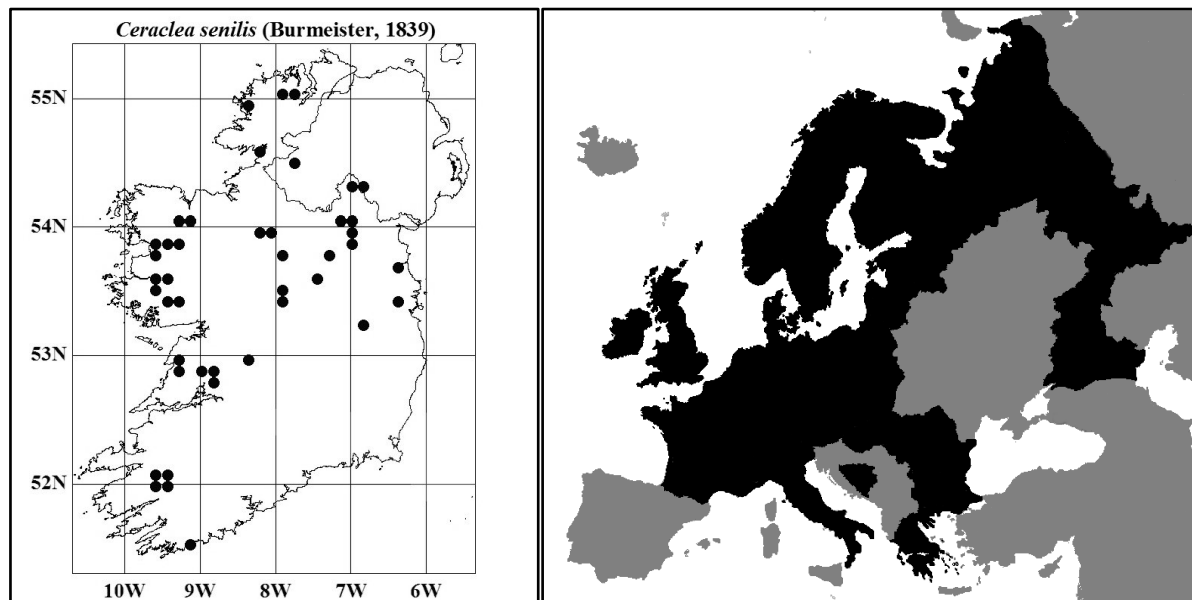 Ceraclea senilis (Burmeister, 1839)
55N
54N
53N
52N
10W 9W 8W 7W 6W